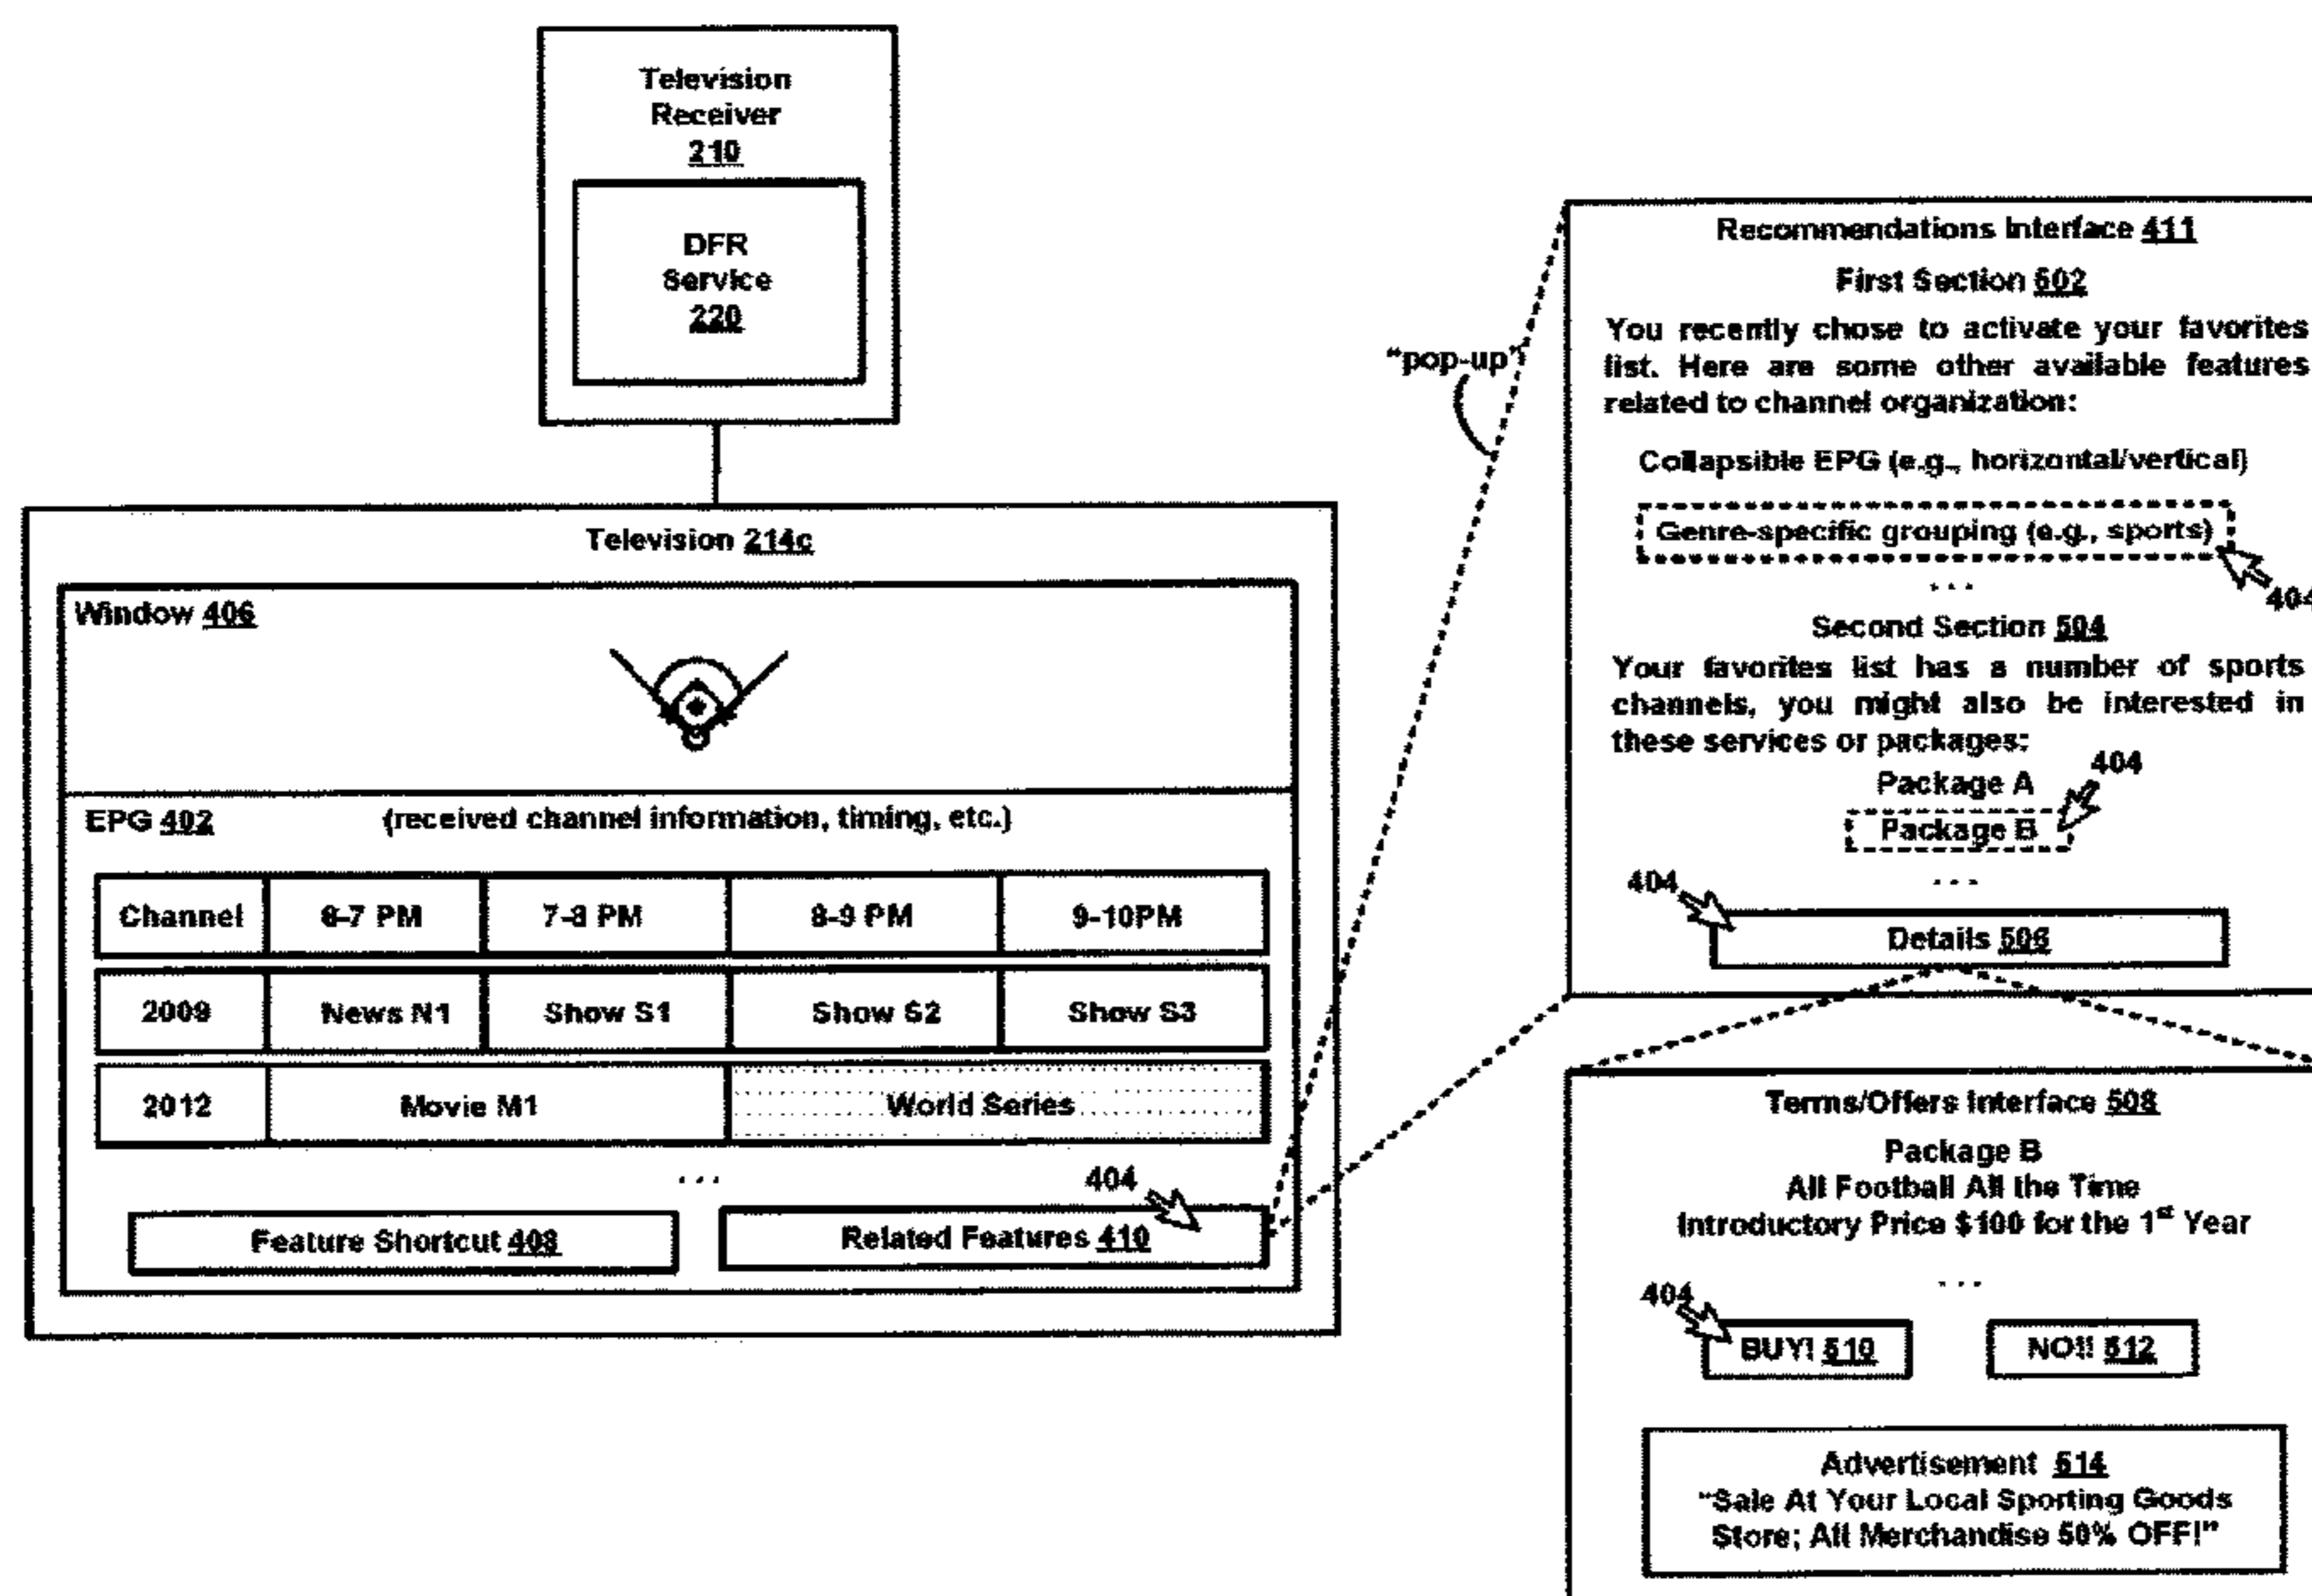 Television
Receiver
210
DFR
Service
220
Television 214c
Window 406
EPG 402 (received channel information, timing, etc.)
Channel 6-7 PM 7-8 PM 8-9 PM 9-10PM
2009 News N1 Show S1 Show S2 Show S3
2012 Movie M1 World Series
. . .
404
Feature Shortcut 408 Related Features 410
"pop-up"
Recommendations Interface 411
First Section 502
You recently chose to activate your favorites
list. Here are some other available features
related to channel organization:
Collapsible EPG (e.g., horizontal/vertical)
Genre-specific grouping (e.g., sports)
404
. . .
Second Section 504
Your favorites list has a number of sports
channels, you might also be interested in
these services or packages:
404
Package A
Package B
. . .
404
Details 506
Terms/Offers Interface 508
Package B
All Football All the Time
Introductory Price $100 for the 1st Year
. . .
404
BUY! 510 NO!! 512
Advertisement 514
"Sale At Your Local Sporting Goods
Store; All Merchandise 50% OFF!"